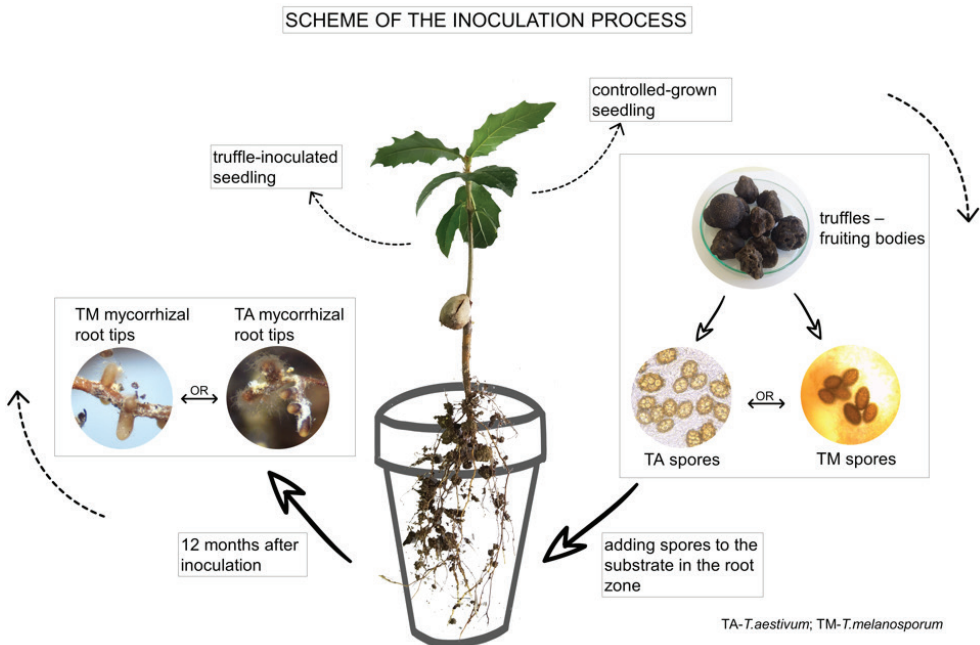 SCHEME OF THE INOCULATION PROCESS
controlled-grown
seedling
truffle-inoculated
seedling
truffles –
fruiting bodies
TM mycorrhizal
root tips
TA mycorrhizal
root tips
OR
OR
TA spores
TM spores
12 months after
inoculation
adding spores to the
substrate in the root
zone
TA-T.aestivum; TM-T.melanosporum